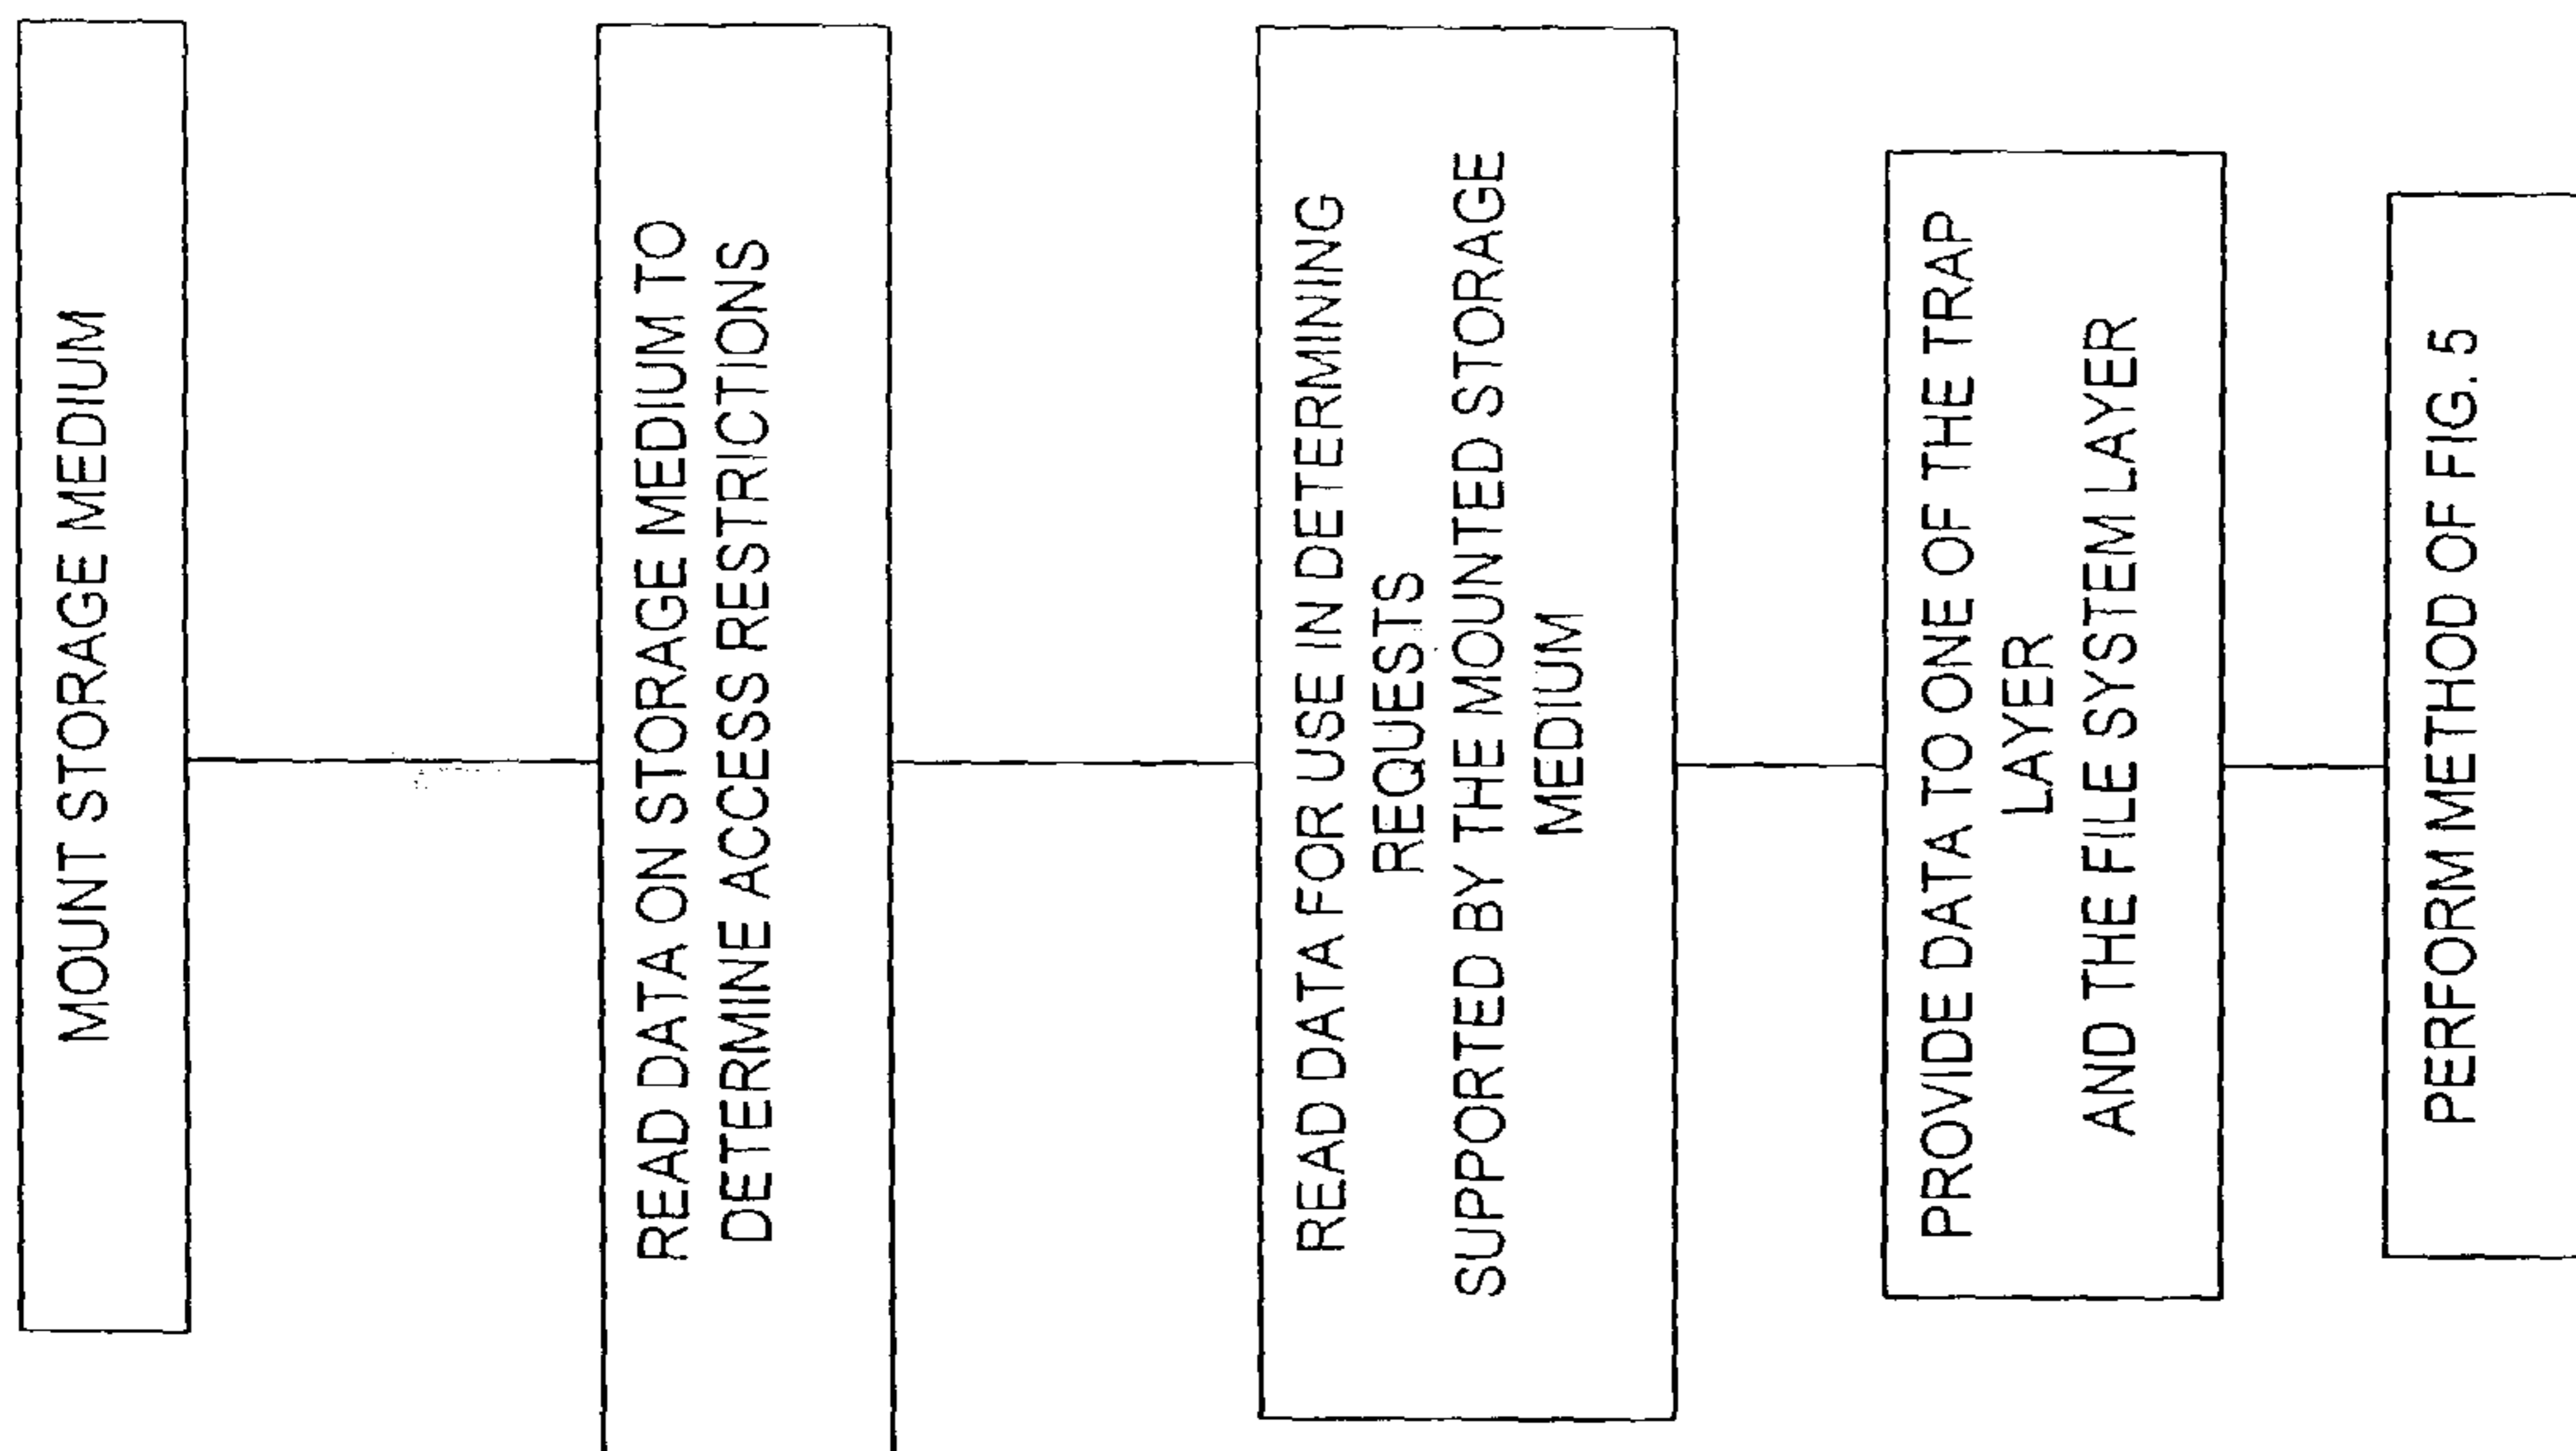 MOUNT STORAGE MEDIUM
READ DATA ON STORAGE MEDIUM TO
DETERMINE ACCESS RESTRICTIONS
READ DATA FOR USE IN DETERMINING
REQUESTS
SUPPORTED BY THE MOUNTED STORAGE
MEDIUM
PROVIDE DATA TO ONE OF THE TRAP
LAYER
AND THE FILE SYSTEM LAYER
PERFORM METHOD OF FIG. 5